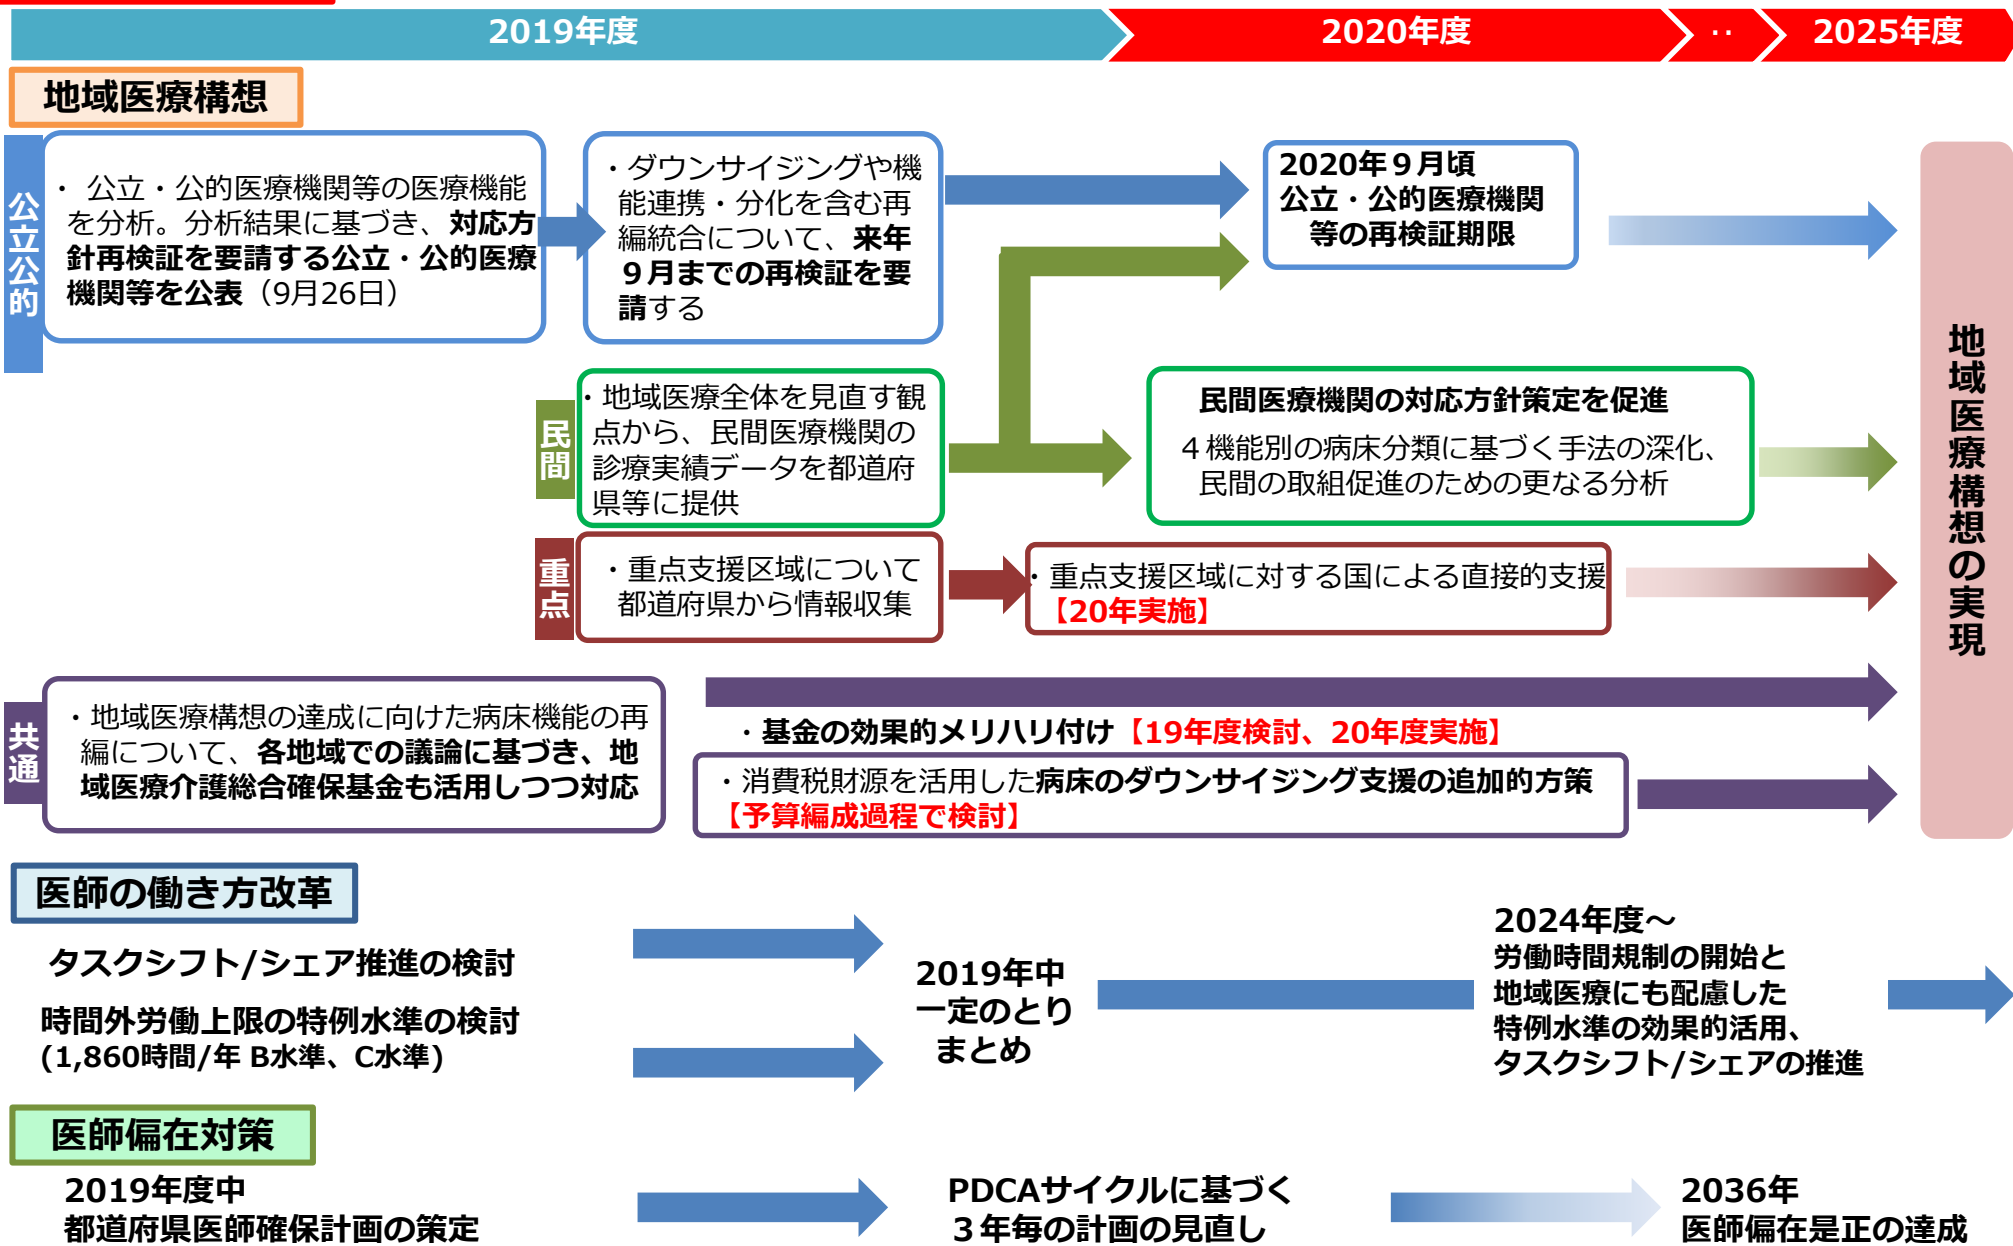 2019年度
2020年度
‥
2025年度
地域医療構想
公立公的
・ 公立・公的医療機関等の医療機能
を分析。分析結果に基づき、対応方
針再検証を要請する公立・公的医療
機関等を公表（9月26日）
・ダウンサイジングや機
能連携・分化を含む再
編統合について、来年
９月までの再検証を要
請する
2020年９月頃
公立・公的医療機関
等の再検証期限
民間
・地域医療全体を見直す観
点から、民間医療機関の
診療実績データを都道府
県等に提供
民間医療機関の対応方針策定を促進
４機能別の病床分類に基づく手法の深化、
民間の取組促進のための更なる分析
重点
・重点支援区域について
都道府県から情報収集
・重点支援区域に対する国による直接的支援
【20年実施】
地域医療構想の実現
共通
・地域医療構想の達成に向けた病床機能の再
編について、各地域での議論に基づき、地
域医療介護総合確保基金も活用しつつ対応
・基金の効果的メリハリ付け【19年度検討、20年度実施】
・消費税財源を活用した病床のダウンサイジング支援の追加的方策
【予算編成過程で検討】
医師の働き方改革
タスクシフト/シェア推進の検討
時間外労働上限の特例水準の検討
(1,860時間/年 B水準、C水準)
2019年中
一定のとり
まとめ
2024年度～
労働時間規制の開始と
地域医療にも配慮した
特例水準の効果的活用、
タスクシフト/シェアの推進
医師偏在対策
2019年度中
都道府県医師確保計画の策定
PDCAサイクルに基づく
３年毎の計画の見直し
2036年
医師偏在是正の達成